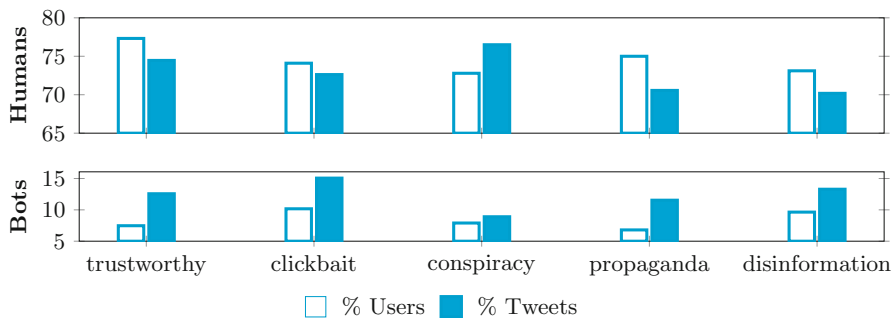 Humans
80
75
70
65
Bots
15
10
5
trustworthy clickbait conspiracy propaganda disinformation
% Users % Tweets